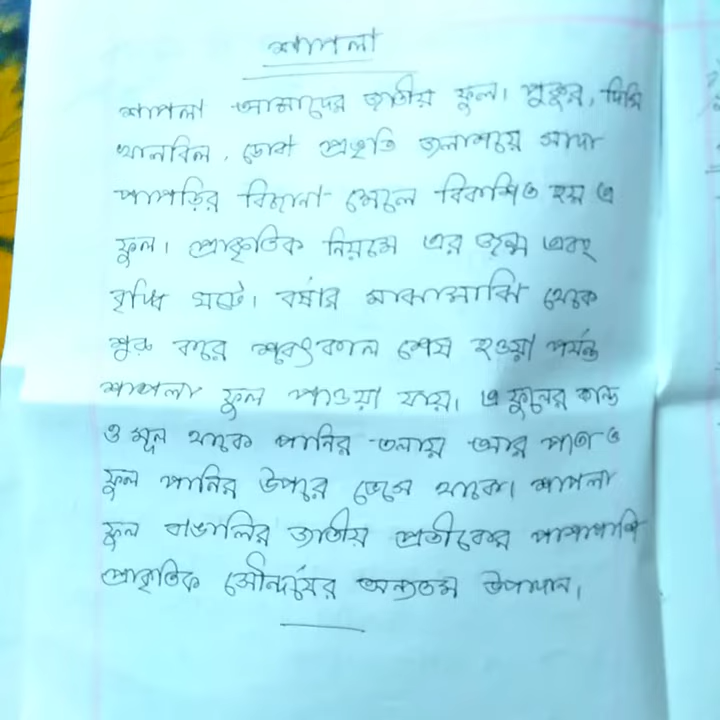 শাপলা
শাপলা আমাদের জাতীয় ফুল। পুকুর, দিঘি
খালবিল, ডোবা প্রভৃতি জলাশয়ে সাদা
পাপড়ির বিছানা মেলে বিকশিত হয় এ
ফুল। প্রাকৃতিক নিয়মে এর জন্ম এবং
বৃদ্ধি ঘটে। বর্ষার মাঝামাঝি থেকে
শুরু করে শরৎকাল শেষ হওয়া পর্যন্ত
শাপলা ফুল পাওয়া যায়। এ ফুলের কান্ড
ও মূল থাকে পানির তলায় আর পাতা ও
ফুল পানির উপরে ভেসে থাকে। শাপলা
ফুল বাঙালির জাতীয় প্রতীকের পাশাপাশি
প্রাকৃতিক সৌন্দর্যের অন্যতম উপাদান।